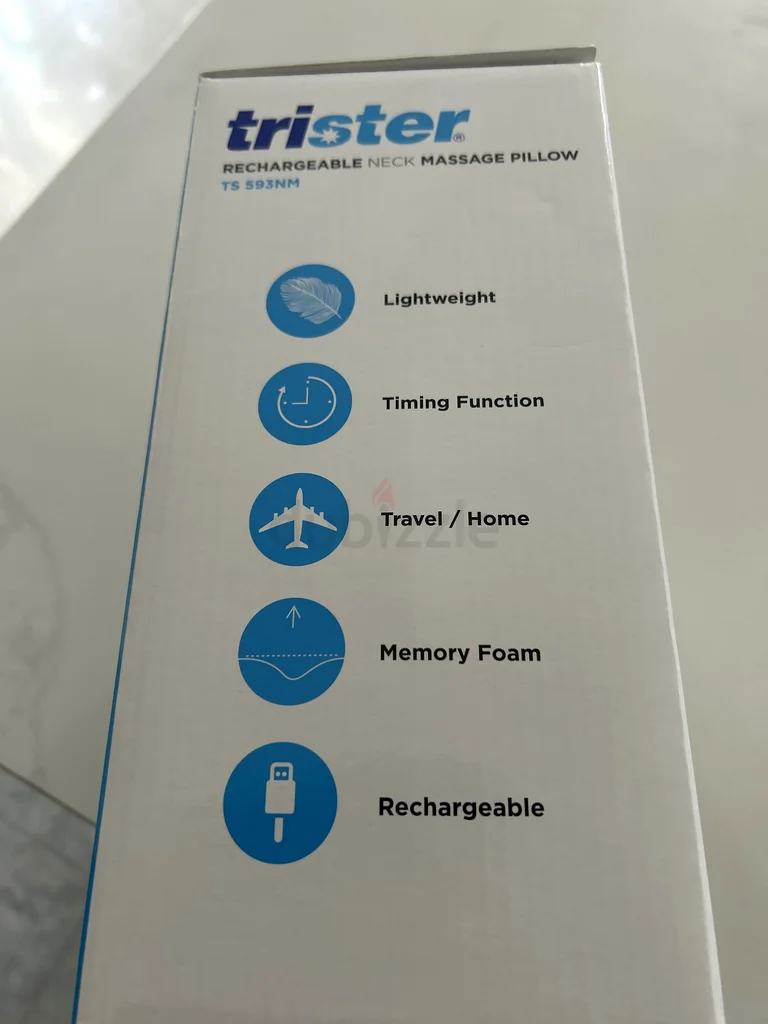 trister®
RECHARGEABLE NECK MASSAGE PILLOW
TS 593NM
Lightweight
Timing Function
Travel / Home
dubizzle
Memory Foam
Rechargeable